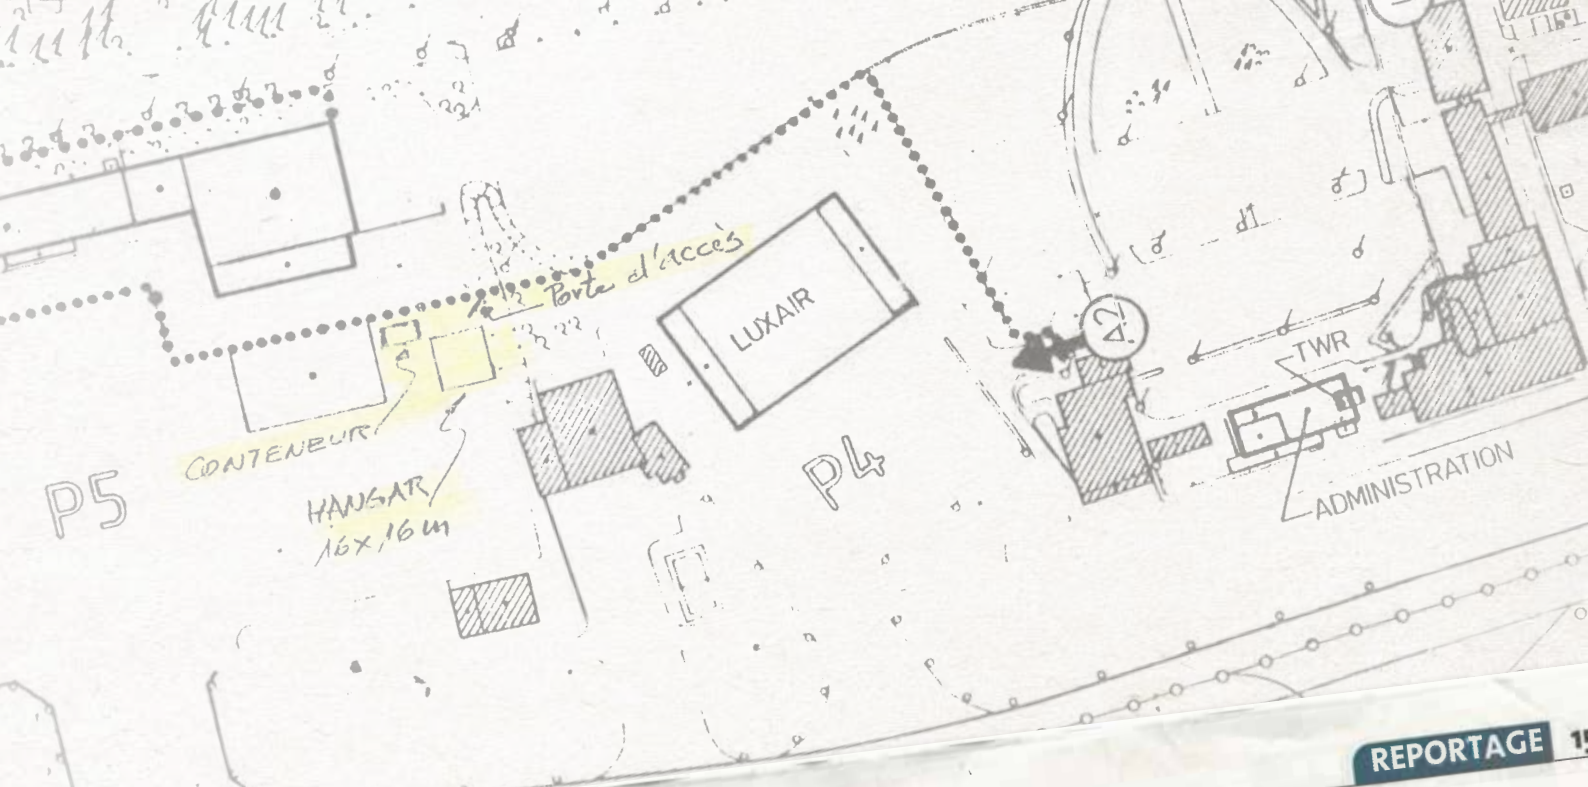 Porte d'accès
LUXAIR
A2
TWR
CONTENEUR
P5
HANGAR
16x16m
P4
ADMINISTRATION
REPORTAGE